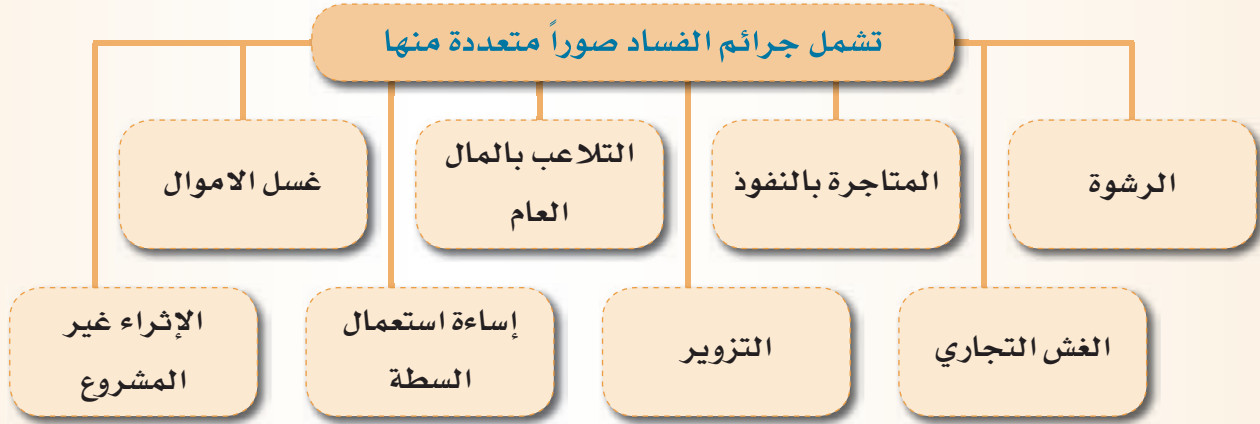 تشمل جرائم الفساد صوراً متعددة منها
الرشوة
المتاجرة بالنفوذ
التلاعب بالمال
العام
غسل الاموال
الغش التجاري
التزوير
إساءة استعمال
السطة
الإثراء غير
المشروع